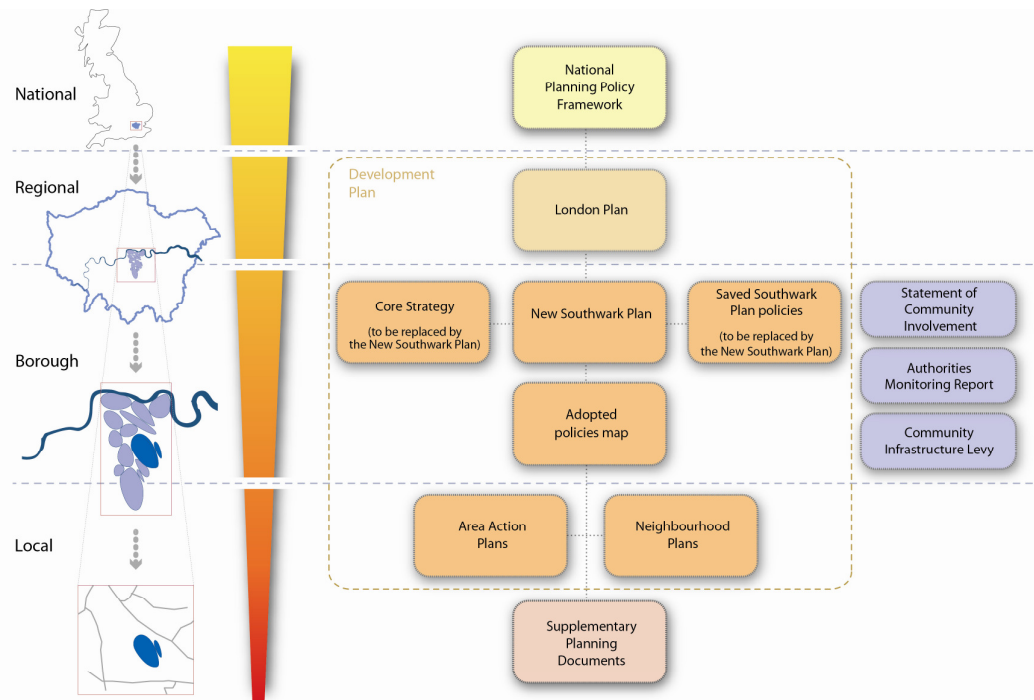 National
National
Planning Policy
Framework
Regional
Development
Plan
London Plan
Borough
Core Strategy
(to be replaced by
the New Southwark Plan)
New Southwark Plan
Saved Southwark
Plan policies
(to be replaced by
the New Southwark Plan)
Statement of
Community
Involvement
Authorities
Monitoring Report
Adopted
policies map
Community
Infrastructure Levy
Local
Area Action
Plans
Neighbourhood
Plans
Supplementary
Planning
Documents